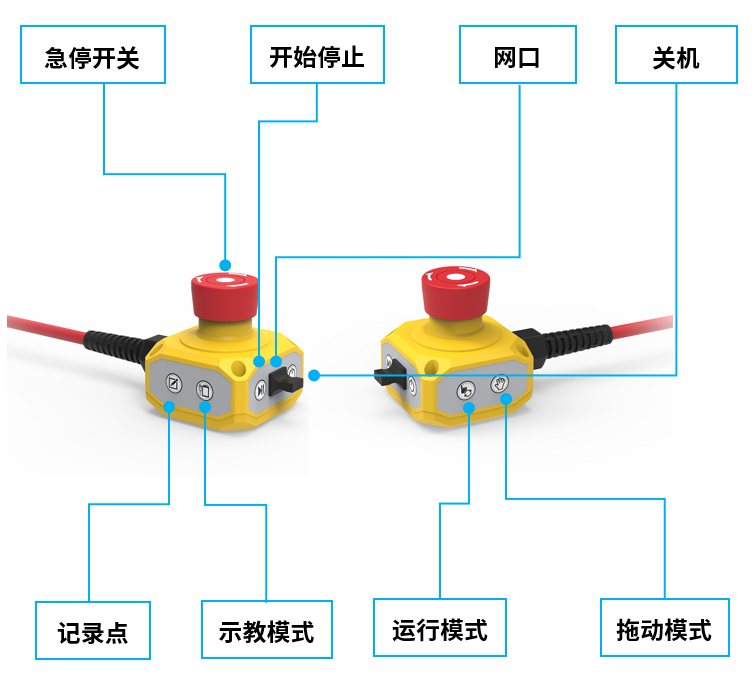 急停开关
开始停止
网口
关机
记录点
示教模式
运行模式
拖动模式